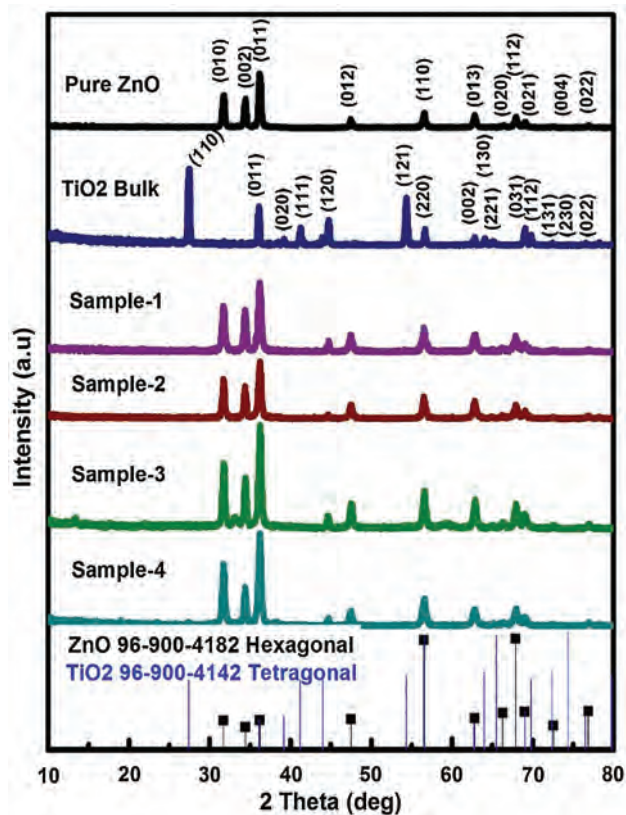 Pure ZnO
(010)
(002)
(011)
(012)
(110)
(013)
(020)
(112)
(021)
(004)
(022)
TiO2 Bulk
(110)
(011)
(020)
(111)
(120)
(121)
(220)
(002)
(130)
(221)
(031)
(112)
(131)
(230)
(022)
Sample-1
Sample-2
Sample-3
Sample-4
ZnO 96-900-4182 Hexagonal
TiO2 96-900-4142 Tetragonal
Intensity (a.u)
10 20 30 40 50 60 70 80
2 Theta (deg)